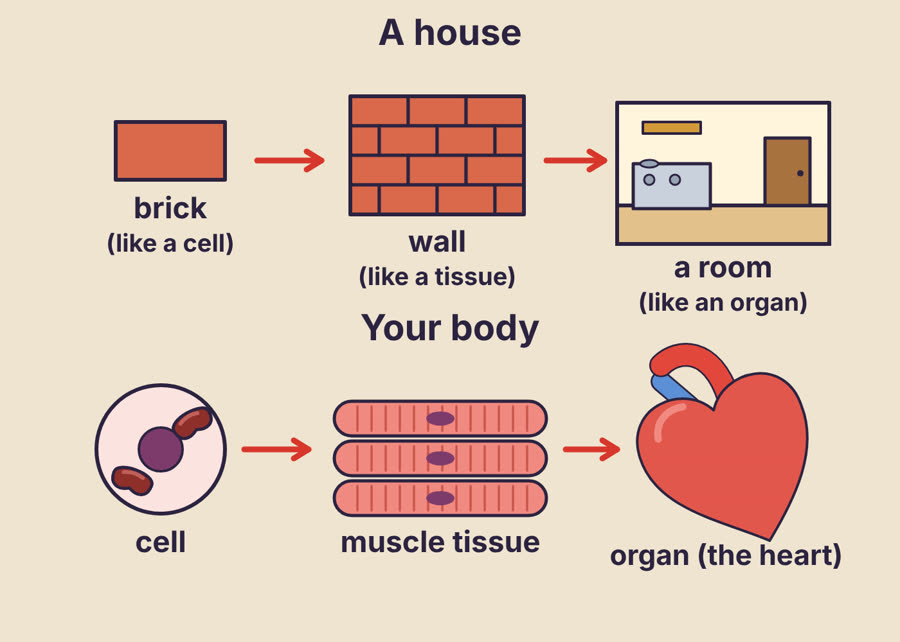 A house
brick
(like a cell)
wall
(like a tissue)
a room
(like an organ)
Your body
cell
muscle tissue
organ (the heart)